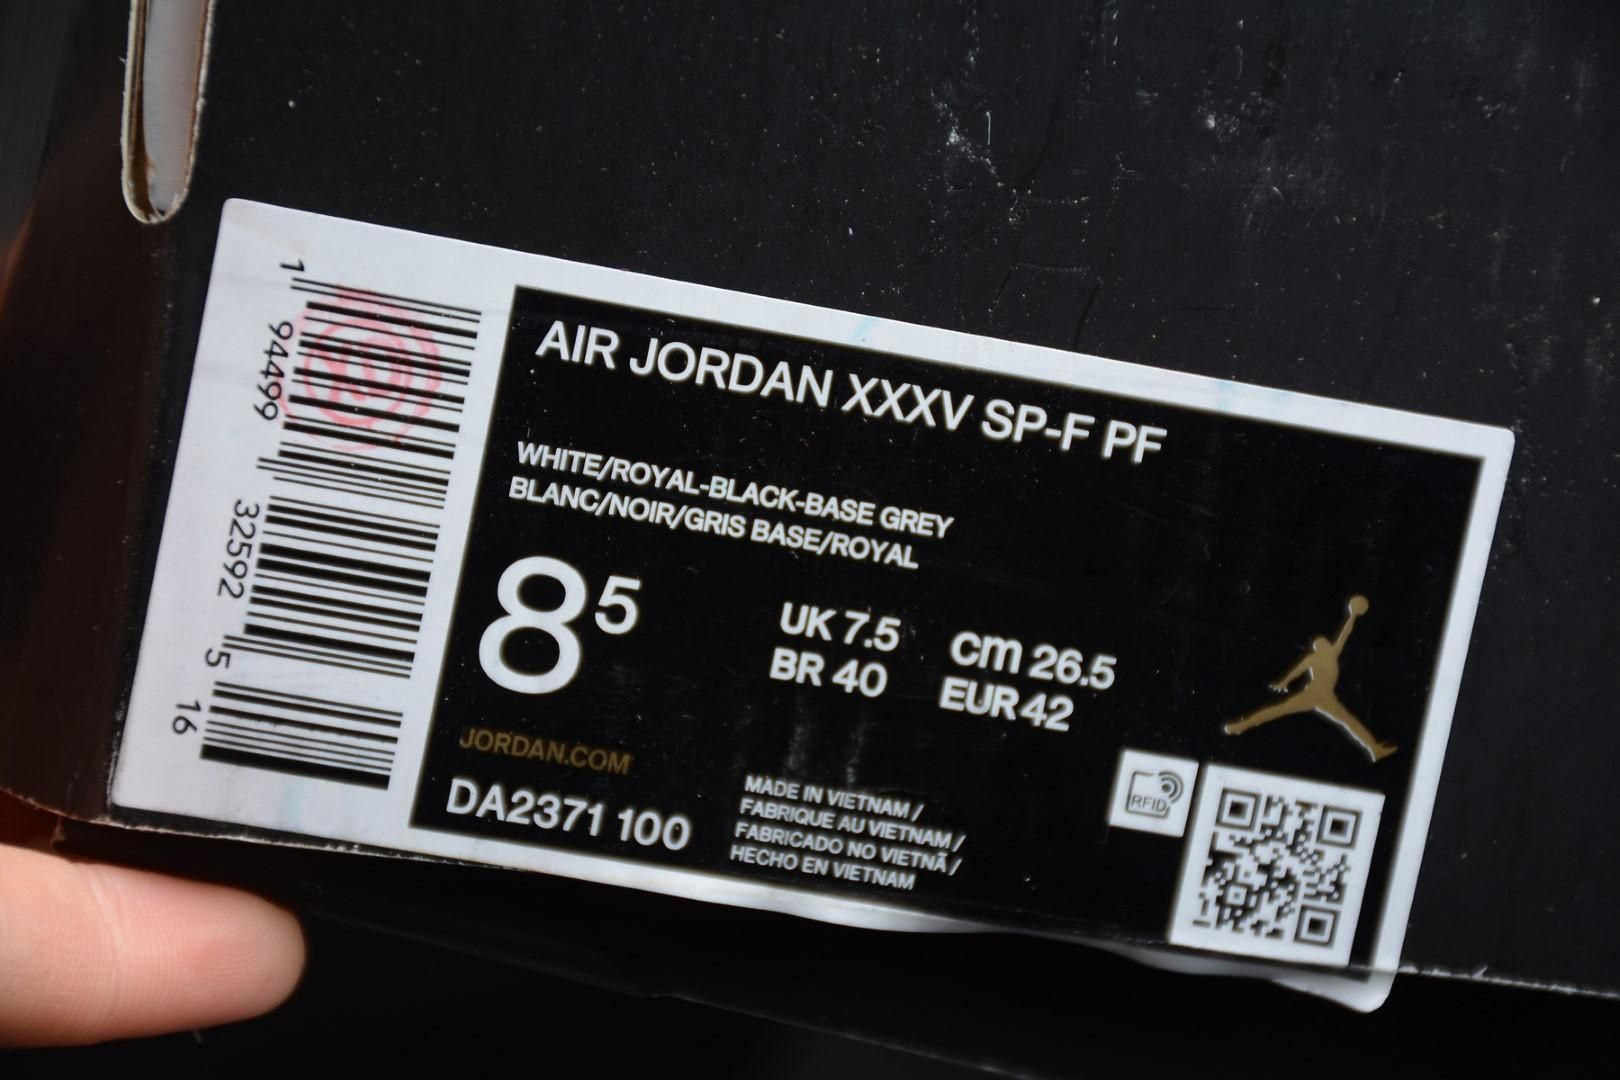 1
94499
32592
5
16
AIR JORDAN XXXV SP-F PF
WHITE/ROYAL-BLACK-BASE GREY
BLANC/NOIR/GRIS BASE/ROYAL
8 5
UK 7.5
BR 40
cm 26.5
EUR 42
JORDAN.COM
DA2371 100
MADE IN VIETNAM /
FABRIQUE AU VIETNAM /
FABRICADO NO VIETNÃ /
HECHO EN VIETNAM
RFID